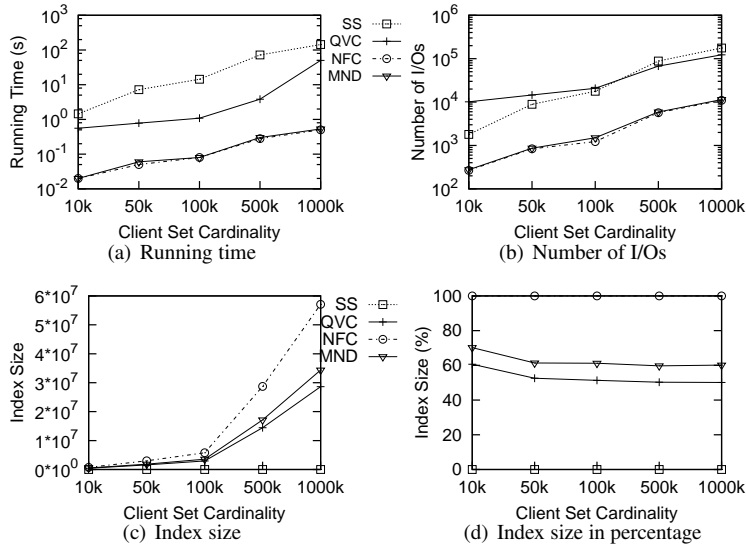 10^3
10^2
10^1
10^0
10^-1
10^-2
Running Time (s)
10k 50k 100k 500k 1000k
Client Set Cardinality
(a) Running time
SS
QVC
NFC
MND
10^6
10^5
10^4
10^3
10^2
Number of I/Os
10k 50k 100k 500k 1000k
Client Set Cardinality
(b) Number of I/Os
6*10^7
5*10^7
4*10^7
3*10^7
2*10^7
1*10^7
0*10^0
Index Size
10k 50k 100k 500k 1000k
Client Set Cardinality
(c) Index size
SS
QVC
NFC
MND
100
80
60
40
20
0
Index Size (%)
10k 50k 100k 500k 1000k
Client Set Cardinality
(d) Index size in percentage